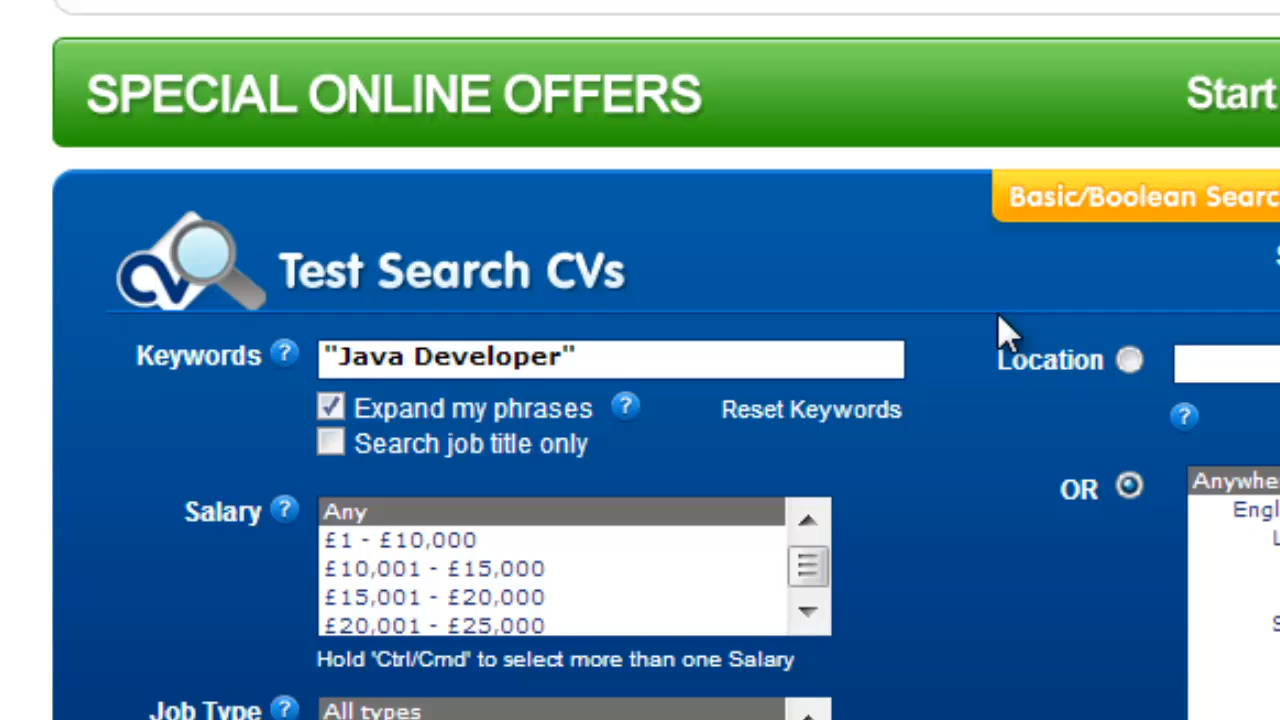 SPECIAL ONLINE OFFERS
Start
Basic/Boolean Searc
CV
Test Search CVs
Keywords ? "Java Developer"
Location
Expand my phrases ? Reset Keywords
?
Search job title only
OR
Salary ? Any
Anywhe
£1 - £10,000
Engl
£10,001 - £15,000
£15,001 - £20,000
£20,001 - £25,000
Hold 'Ctrl/Cmd' to select more than one Salary
Job Type ? All types